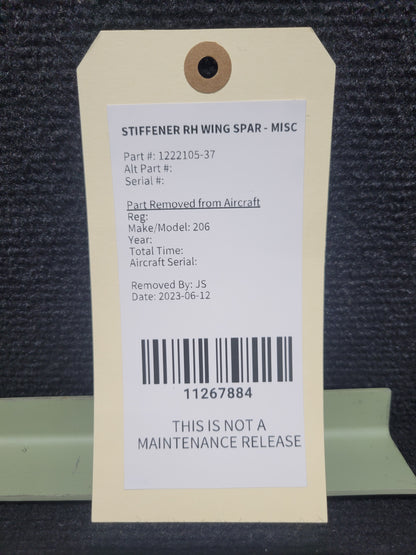 STIFFENER RH WING SPAR - MISC
Part #: 1222105-37
Alt Part #:
Serial #:
Part Removed from Aircraft
Reg:
Make/Model: 206
Year:
Total Time:
Aircraft Serial:
Removed By: JS
Date: 2023-06-12
11267884
THIS IS NOT A
MAINTENANCE RELEASE